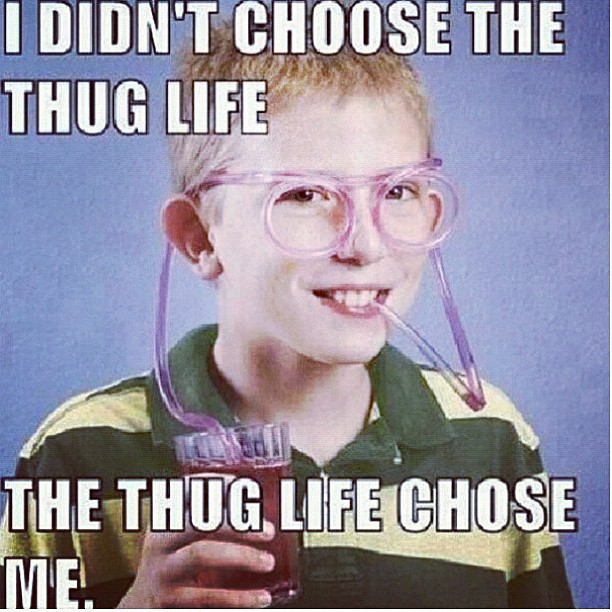 I DIDN'T CHOOSE THE
THUG LIFE
THE THUG LIFE CHOSE
ME.